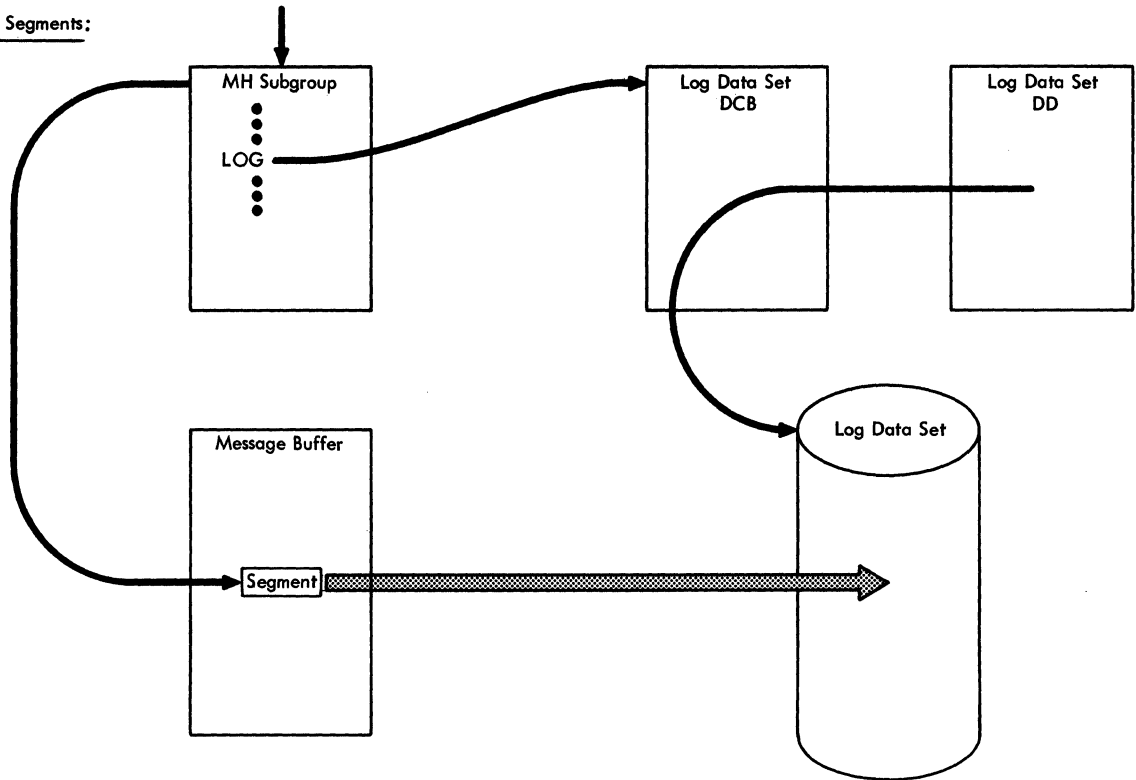 Segments:
MH Subgroup
LOG
Log Data Set
DCB
Log Data Set
DD
Message Buffer
Segment
Log Data Set